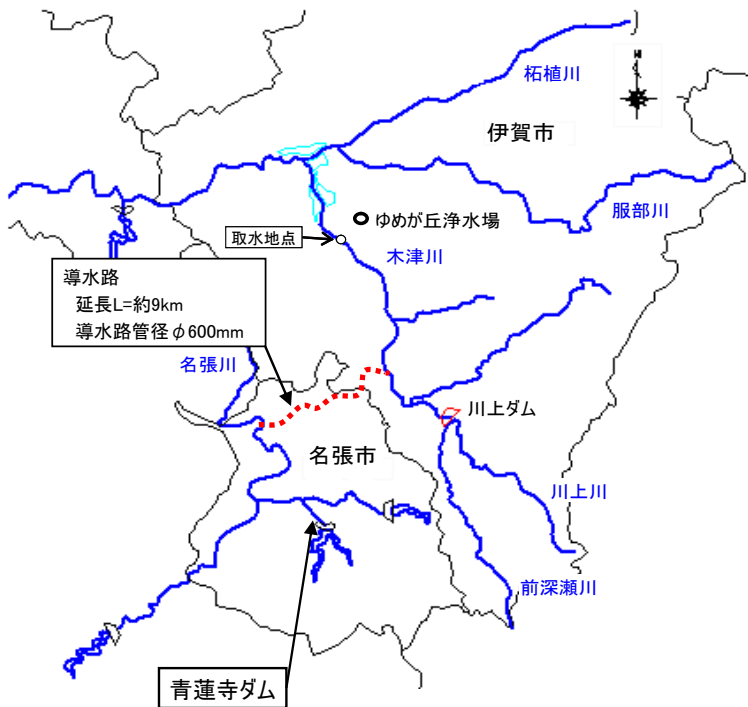 N
柘植川
伊賀市
服部川
ゆめが丘浄水場
取水地点
木津川
導水路
延長L=約9km
導水路管径φ600mm
名張川
川上ダム
名張市
川上川
前深瀬川
青蓮寺ダム